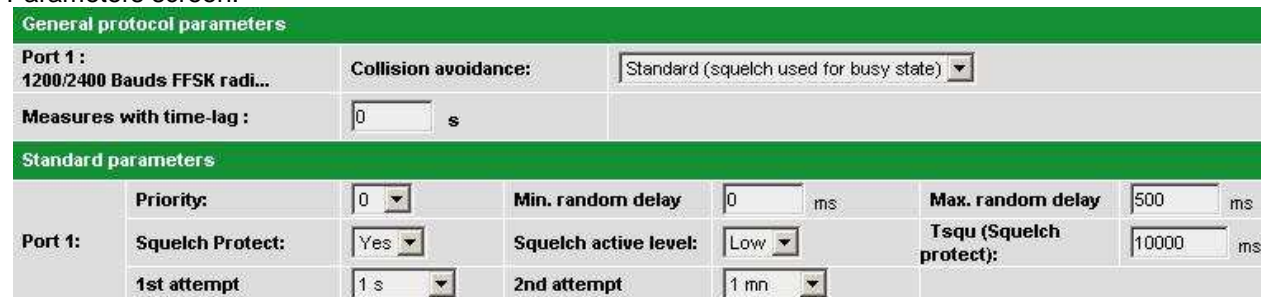 Parameters screen.
General protocol parameters
Port 1 :
1200/2400 Bauds FFSK radi...
Collision avoidance:
Standard (squelch used for busy state)
Measures with time-lag :
0 s
Standard parameters
Port 1:
Priority: 0 Min. random delay 0 ms Max. random delay 500 ms
Squelch Protect: Yes Squelch active level: Low Tsqu (Squelch
protect): 10000 ms
1st attempt 1 s 2nd attempt 1 mn